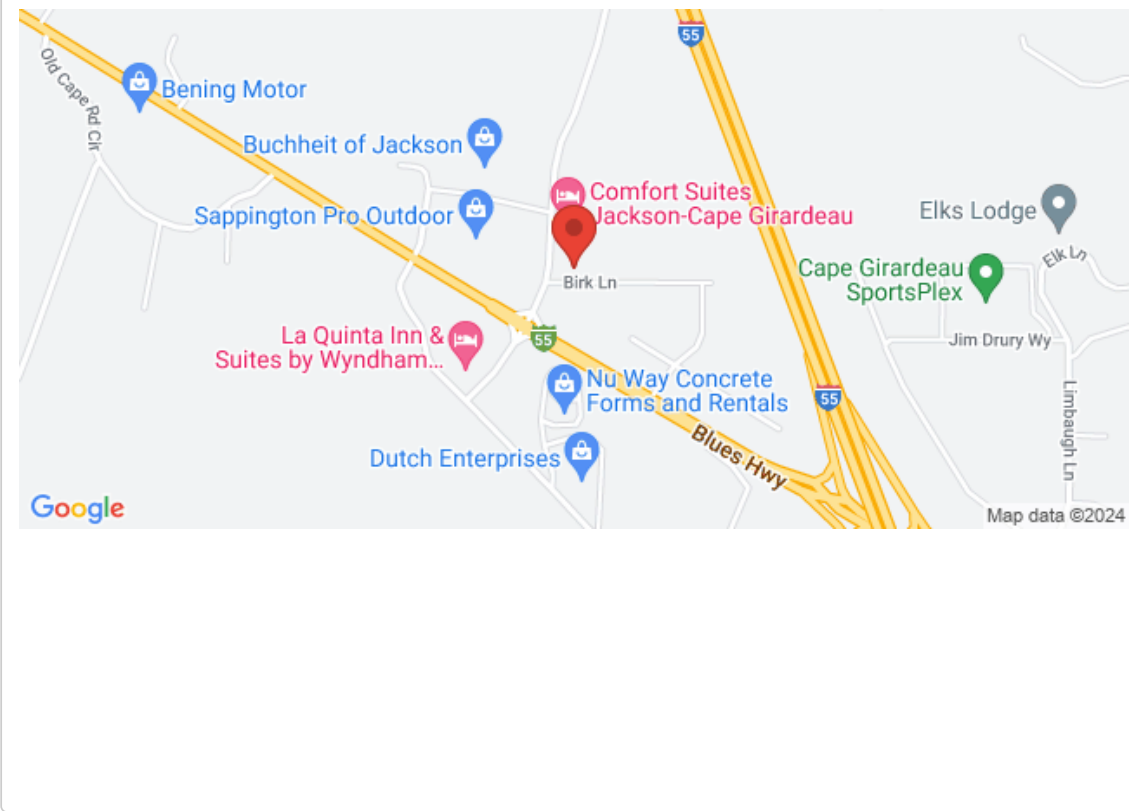 55
Old Cape Rd Cir
Bening Motor
Buchheit of Jackson
Comfort Suites
Jackson-Cape Girardeau
Sappington Pro Outdoor
Elks Lodge
Elk Ln
Cape Girardeau
SportsPlex
Birk Ln
La Quinta Inn &
Suites by Wyndham...
55
Jim Drury Wy
Nu Way Concrete
Forms and Rentals
55
Limbaugh Ln
Blues Hwy
Dutch Enterprises
Google
Map data ©2024